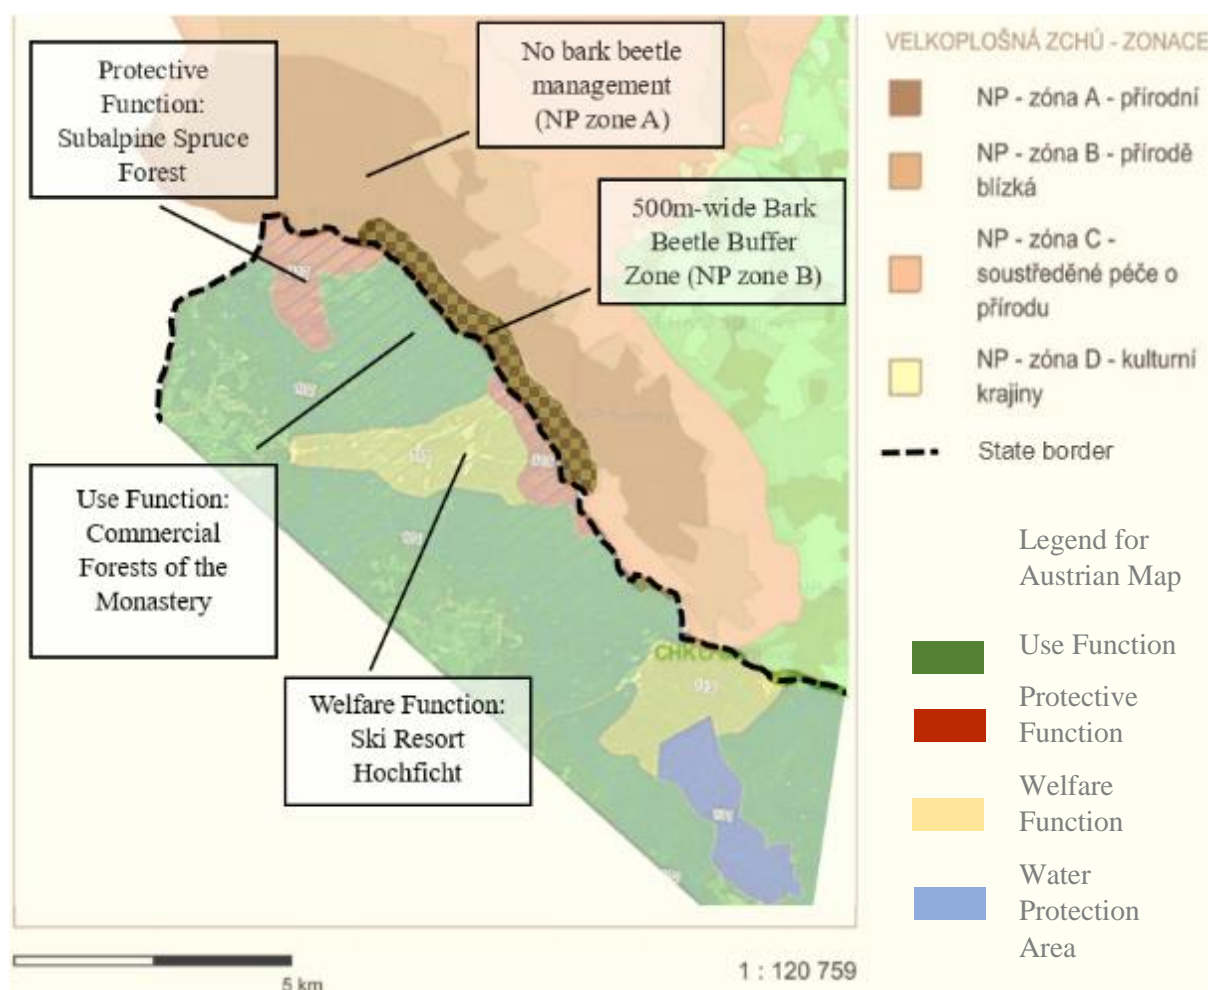 Protective
Function:
Subalpine Spruce
Forest
No bark beetle
management
(NP zone A)
500m-wide Bark
Beetle Buffer
Zone (NP zone B)
Use Function:
Commercial
Forests of the
Monastery
Welfare Function:
Ski Resort
Hochficht
5 km
1 : 120 759
VELKOPLOŠNÁ ZCHÚ - ZONACE
NP - zóna A - přírodní
NP - zóna B - přírodě
blízká
NP - zóna C -
soustředěné péče o
přírodu
NP - zóna D - kulturní
krajiny
State border
Legend for
Austrian Map
Use Function
Protective
Function
Welfare
Function
Water
Protection
Area